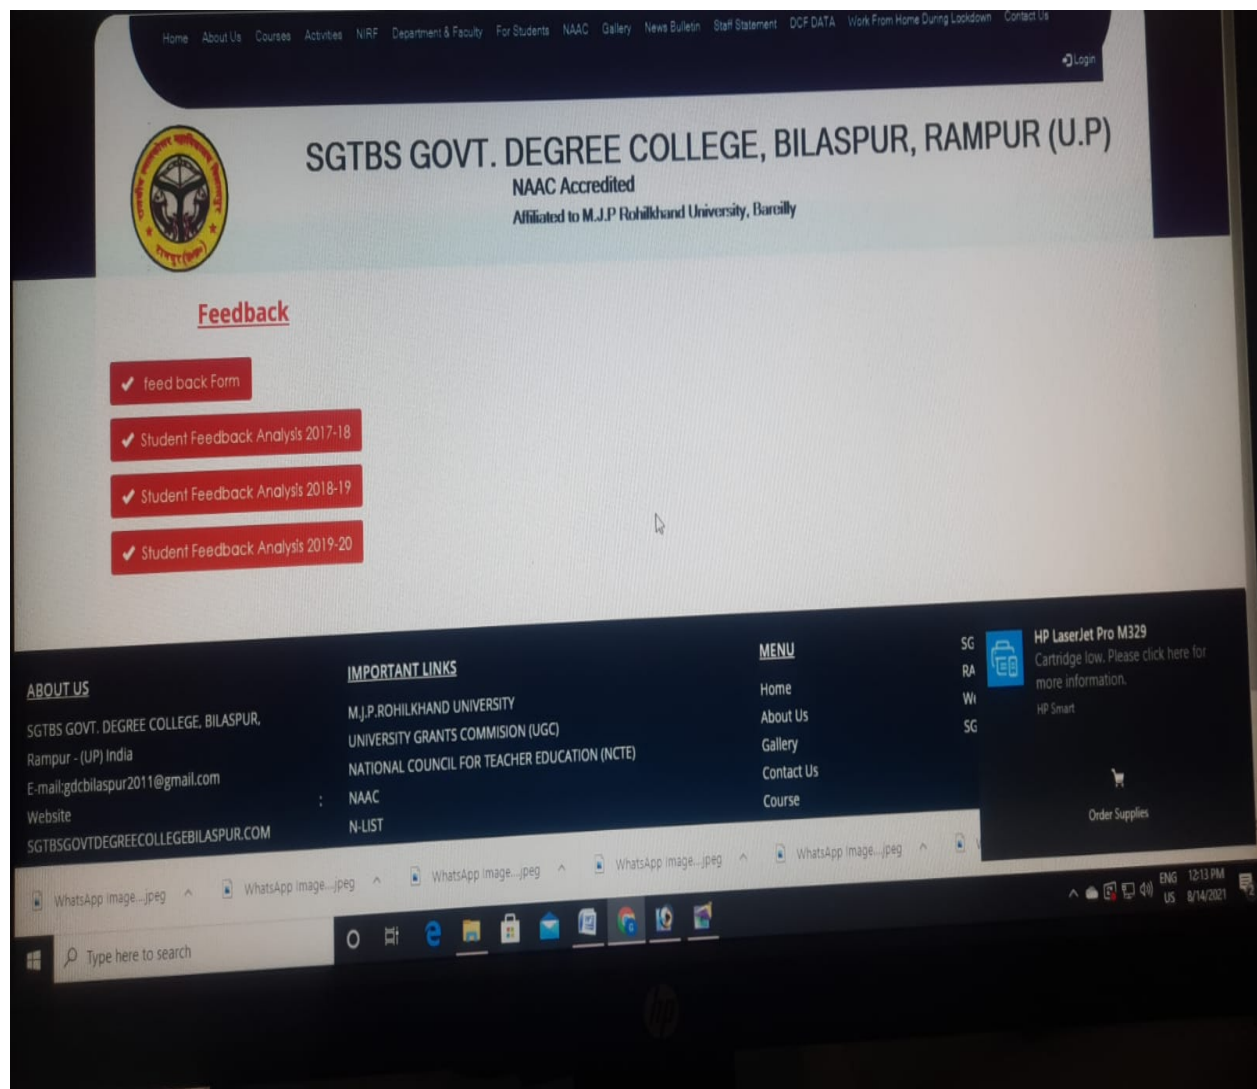 Home About Us Courses Activities NIRF Department & Faculty For Students NAAC Gallery News Bulletin Staff Statement DCF DATA Work From Home During Lockdown Contact Us
Login
SGTBS GOVT. DEGREE COLLEGE, BILASPUR, RAMPUR (U.P)
NAAC Accredited
Affiliated to M.J.P Rohilkhand University, Bareilly
Feedback
feed back Form
Student Feedback Analysis 2017-18
Student Feedback Analysis 2018-19
Student Feedback Analysis 2019-20
ABOUT US
SGTBS GOVT. DEGREE COLLEGE, BILASPUR,
Rampur - (UP) India
E-mail:gdcbilaspur2011@gmail.com
Website :
SGTBSGOVTDEGREECOLLEGEBILASPUR.COM
IMPORTANT LINKS
M.J.P.ROHILKHAND UNIVERSITY
UNIVERSITY GRANTS COMMISION (UGC)
NATIONAL COUNCIL FOR TEACHER EDUCATION (NCTE)
NAAC
N-LIST
MENU
Home
About Us
Gallery
Contact Us
Course
SG
RA
We
SG
HP LaserJet Pro M329
Cartridge low. Please click here for
more information.
HP Smart
Order Supplies
WhatsApp Image...jpeg WhatsApp Image...jpeg WhatsApp Image...jpeg WhatsApp Image...jpeg WhatsApp Image...jpeg
Type here to search
ENG 12:13 PM
US 8/14/2021
2
hp